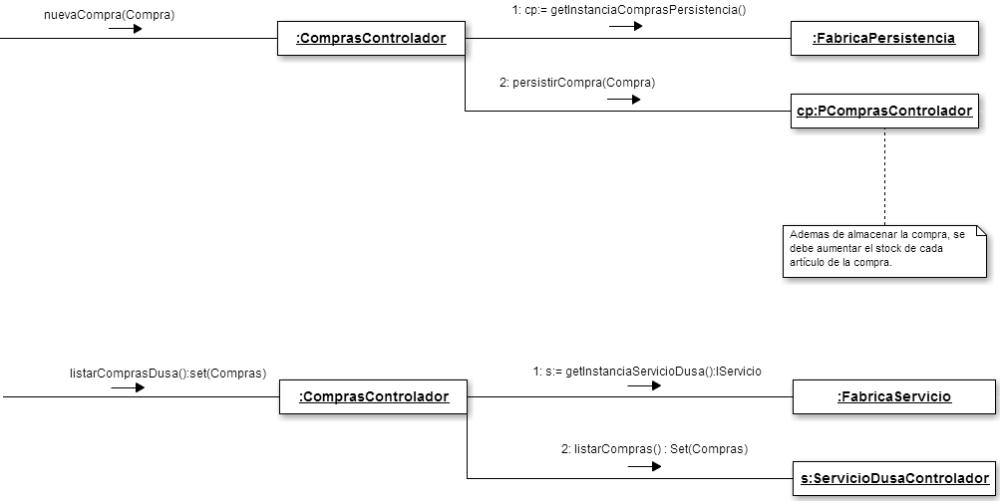 nuevaCompra(Compra)
:ComprasControlador
1: cp:= getInstanciaComprasPersistencia()
:FabricaPersistencia
2: persistirCompra(Compra)
cp:PComprasControlador
Ademas de almacenar la compra, se
debe aumentar el stock de cada
artículo de la compra.
listarComprasDusa():set(Compras)
:ComprasControlador
1: s:= getInstanciaServicioDusa():IServicio
:FabricaServicio
2: listarCompras() : Set(Compras)
s:ServicioDusaControlador